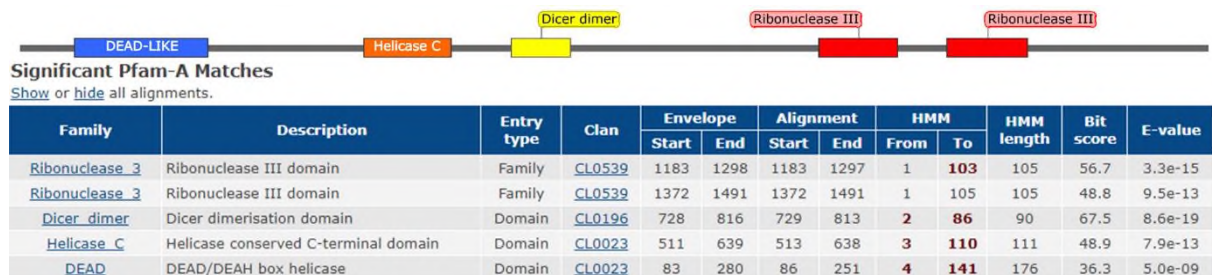 Dicer dimer Ribonuclease III Ribonuclease III
DEAD-LIKE Helicase C
Significant Pfam-A Matches
Show or hide all alignments.
Family Description Entry type Clan Envelope Alignment HMM HMM length Bit score E-value
Start End Start End From To
Ribonuclease_3 Ribonuclease III domain Family CL0539 1183 1298 1183 1297 1 103 105 56.7 3.3e-15
Ribonuclease_3 Ribonuclease III domain Family CL0539 1372 1491 1372 1491 1 105 105 48.8 9.5e-13
Dicer_dimer Dicer dimerisation domain Domain CL0196 728 816 729 813 2 86 90 67.5 8.6e-19
Helicase_C Helicase conserved C-terminal domain Domain CL0023 511 639 513 638 3 110 111 48.9 7.9e-13
DEAD DEAD/DEAH box helicase Domain CL0023 83 280 86 251 4 141 176 36.3 5.0e-09